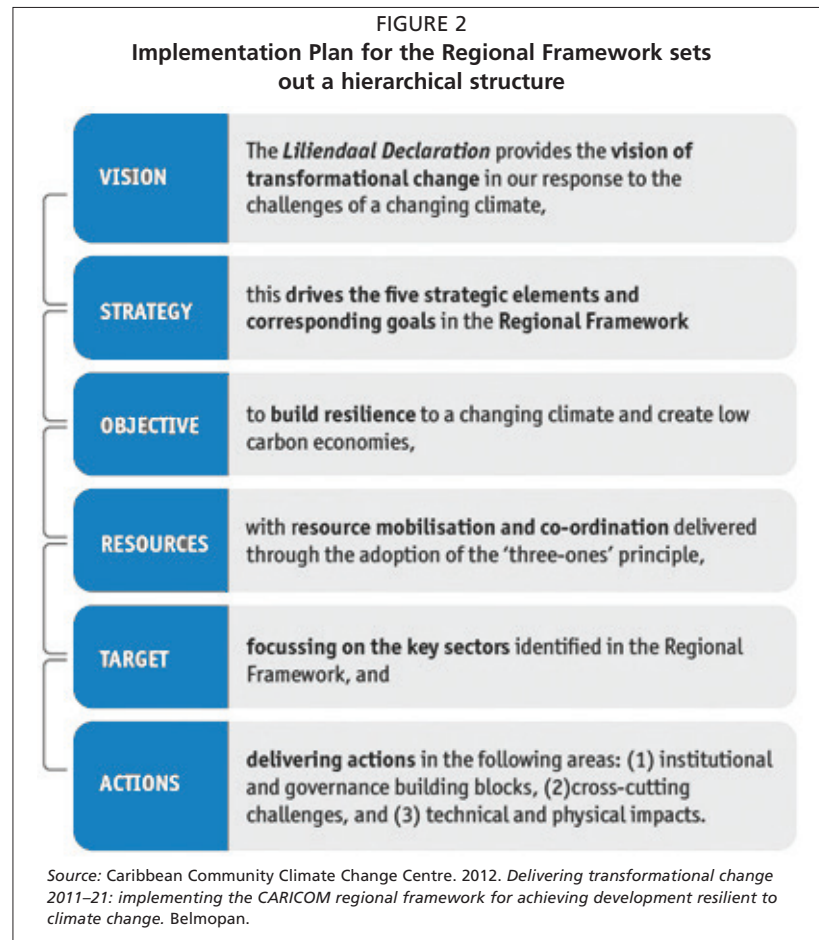 FIGURE 2
Implementation Plan for the Regional Framework sets
out a hierarchical structure
VISION
The Liliendaal Declaration provides the vision of
transformational change in our response to the
challenges of a changing climate,
STRATEGY
this drives the five strategic elements and
corresponding goals in the Regional Framework
OBJECTIVE
to build resilience to a changing climate and create low
carbon economies,
RESOURCES
with resource mobilisation and co-ordination delivered
through the adoption of the ‘three-ones’ principle,
TARGET
focussing on the key sectors identified in the Regional
Framework, and
ACTIONS
delivering actions in the following areas: (1) institutional
and governance building blocks, (2)cross-cutting
challenges, and (3) technical and physical impacts.
Source: Caribbean Community Climate Change Centre. 2012. Delivering transformational change
2011–21: implementing the CARICOM regional framework for achieving development resilient to
climate change. Belmopan.